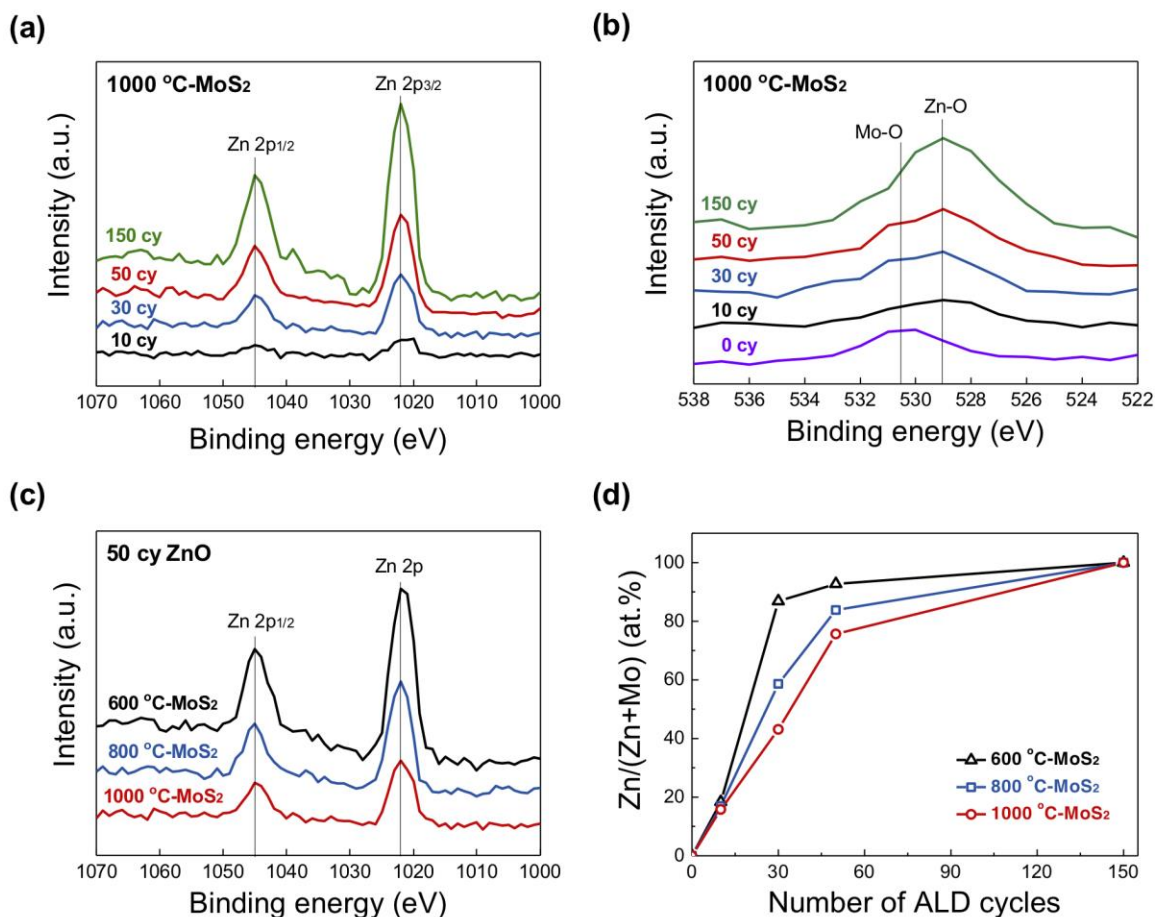 (a)
1000 °C-MoS₂
Zn 2p₃/₂
Zn 2p₁/₂
150 cy
50 cy
30 cy
10 cy
Intensity (a.u.)
1070 1060 1050 1040 1030 1020 1010 1000
Binding energy (eV)
(b)
1000 °C-MoS₂
Zn-O
Mo-O
150 cy
50 cy
30 cy
10 cy
0 cy
Intensity (a.u.)
538 536 534 532 530 528 526 524 522
Binding energy (eV)
(c)
50 cy ZnO
Zn 2p
Zn 2p₁/₂
600 °C-MoS₂
800 °C-MoS₂
1000 °C-MoS₂
Intensity (a.u.)
1070 1060 1050 1040 1030 1020 1010 1000
Binding energy (eV)
(d)
Zn/(Zn+Mo) (at.%)
100
80
60
40
20
0
600 °C-MoS₂
800 °C-MoS₂
1000 °C-MoS₂
0 30 60 90 120 150
Number of ALD cycles